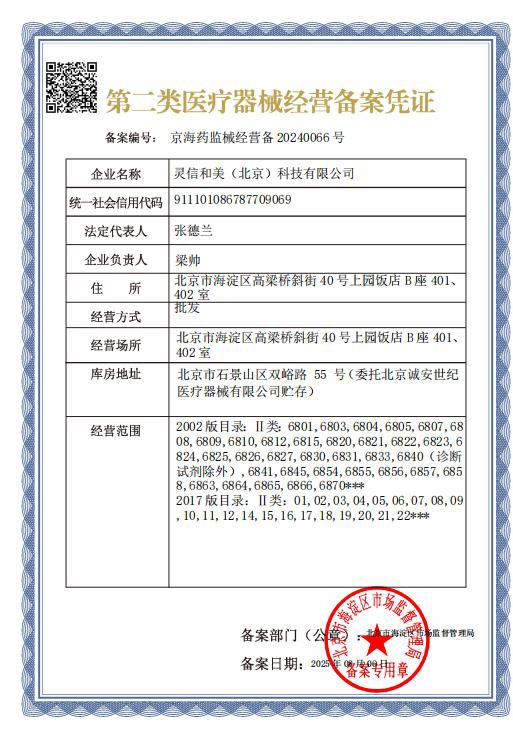 第二类医疗器械经营备案凭证
备案编号： 京海药监械经营备 20240066 号
企业名称 灵信和美（北京）科技有限公司
统一社会信用代码 911101086787709069
法定代表人 张德兰
企业负责人 梁帅
住 所 北京市海淀区高梁桥斜街 40 号上园饭店 B 座 401、
402 室
经营方式 批发
经营场所 北京市海淀区高梁桥斜街 40 号上园饭店 B 座 401、
402 室
库房地址 北京市石景山区双峪路 55 号（委托北京诚安世纪
医疗器械有限公司贮存）
经营范围 2002 版目录：Ⅱ类：6801,6803,6804,6805,6807,68
08,6809,6810,6812,6815,6820,6821,6822,6823,6
824,6825,6826,6827,6830,6831,6833,6840（诊断
试剂除外）,6841,6845,6854,6855,6856,6857,685
8,6863,6864,6865,6866,6870***
2017 版目录：Ⅱ类：01,02,03,04,05,06,07,08,09
,10,11,12,14,15,16,17,18,19,20,21,22***
备案部门（公章）：北京市海淀区市场监督管理局
备案日期：2025 年
北京市海淀区市场监督管理局
备案专用章